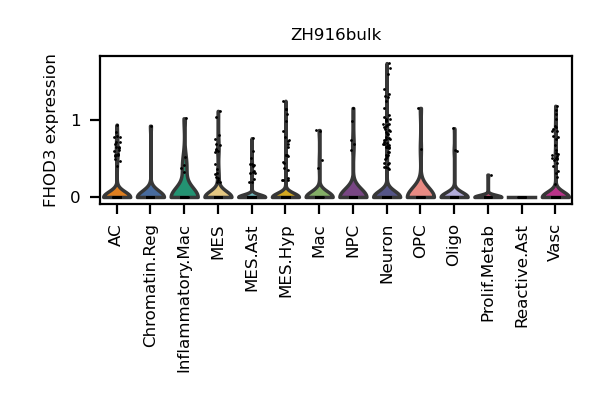 ZH916bulk
FHOD3 expression
1
0
AC
Chromatin.Reg
Inflammatory.Mac
MES
MES.Ast
MES.Hyp
Mac
NPC
Neuron
OPC
Oligo
Prolif.Metab
Reactive.Ast
Vasc